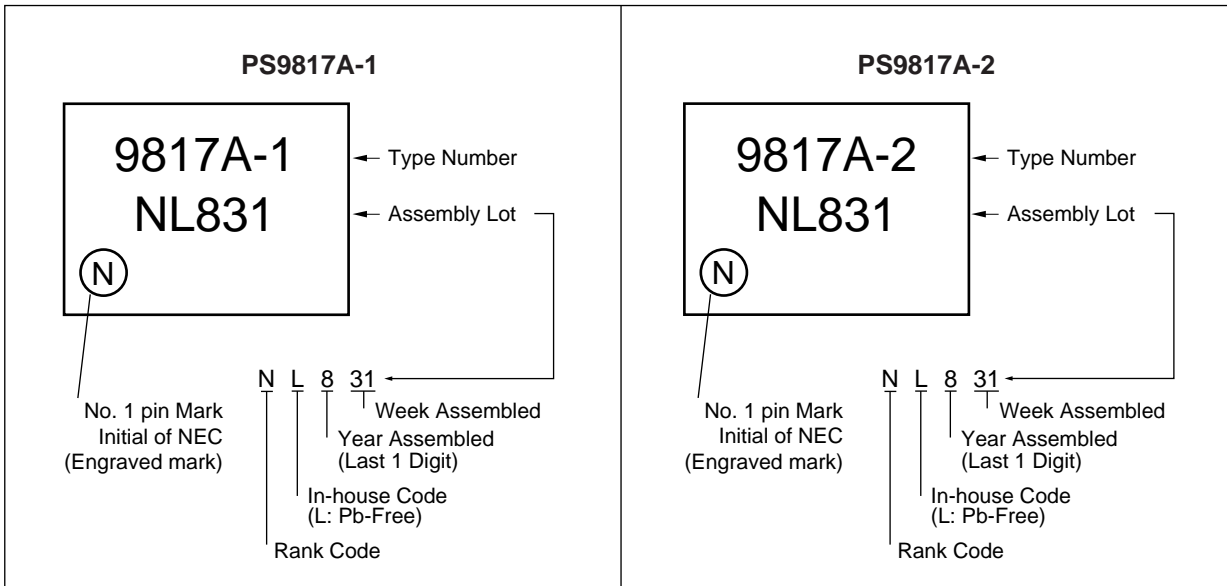 PS9817A-1
9817A-1
Type Number
NL831
Assembly Lot
N
N L 8 31
No. 1 pin Mark
Initial of NEC
(Engraved mark)
Week Assembled
Year Assembled
(Last 1 Digit)
In-house Code
(L: Pb-Free)
Rank Code
PS9817A-2
9817A-2
Type Number
NL831
Assembly Lot
N
N L 8 31
No. 1 pin Mark
Initial of NEC
(Engraved mark)
Week Assembled
Year Assembled
(Last 1 Digit)
In-house Code
(L: Pb-Free)
Rank Code